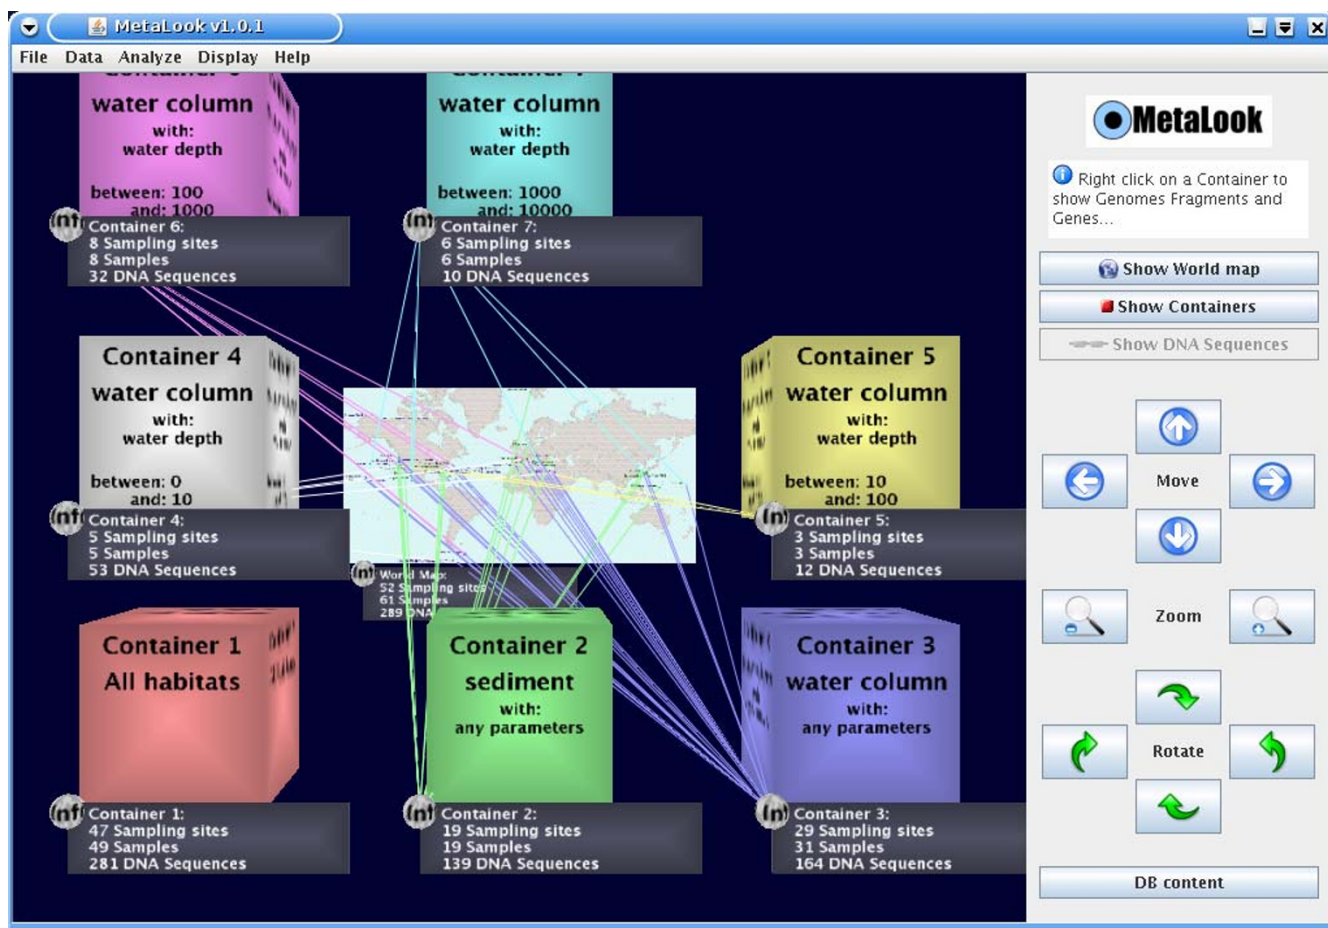 MetaLook v1.0.1
File Data Analyze Display Help
water column
with:
water depth
between: 100
and: 1000
Container 6:
8 Sampling sites
8 Samples
32 DNA Sequences
water column
with:
water depth
between: 1000
and: 10000
Container 7:
6 Sampling sites
6 Samples
10 DNA Sequences
Container 4
water column
with:
water depth
between: 0
and: 10
Container 4:
5 Sampling sites
5 Samples
53 DNA Sequences
World Map:
52 Sampling sites
61 Samples
289 DNA
Container 5
water column
with:
water depth
between: 10
and: 100
Container 5:
3 Sampling sites
3 Samples
12 DNA Sequences
Container 1
All habitats
Container 1:
47 Sampling sites
49 Samples
281 DNA Sequences
Container 2
sediment
with:
any parameters
Container 2:
19 Sampling sites
19 Samples
139 DNA Sequences
Container 3
water column
with:
any parameters
Container 3:
29 Sampling sites
31 Samples
164 DNA Sequences
MetaLook
Right click on a Container to
show Genomes Fragments and
Genes...
Show World map
Show Containers
Show DNA Sequences
Move
Zoom
Rotate
DB content